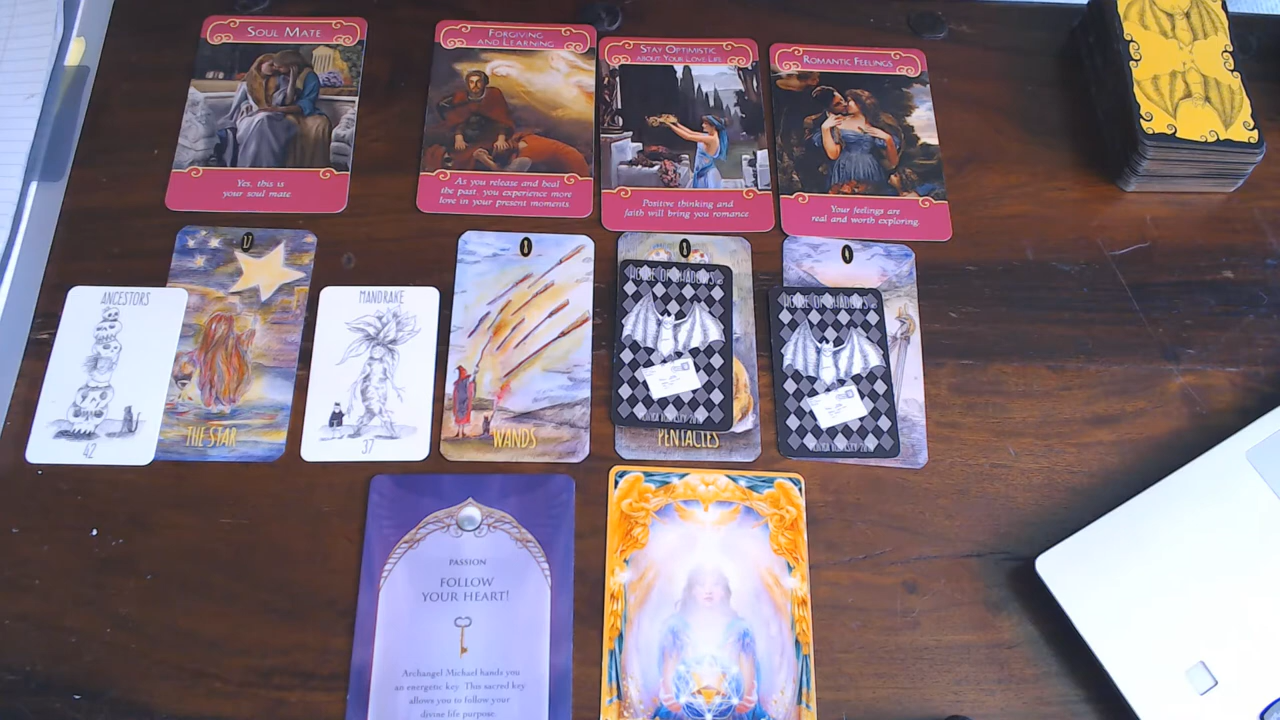 SOUL MATE
Yes, this is
your soul mate.
FORGIVING
AND LEARNING
As you release and heal
the past, you experience more
love in your present moments.
STAY OPTIMISTIC
ABOUT YOUR LOVE LIFE
Positive thinking and
faith will bring you romance.
ROMANTIC FEELINGS
Your feelings are
real and worth exploring.
ANCESTORS
42
17
THE STAR
MANDRAKE
37
WANDS
HOUSE OF SHADOWS
PENTACLES
HOUSE OF SHADOWS
PASSION
FOLLOW
YOUR HEART!
Archangel Michael hands you
an energetic key. This sacred key
allows you to follow your
divine life purpose.